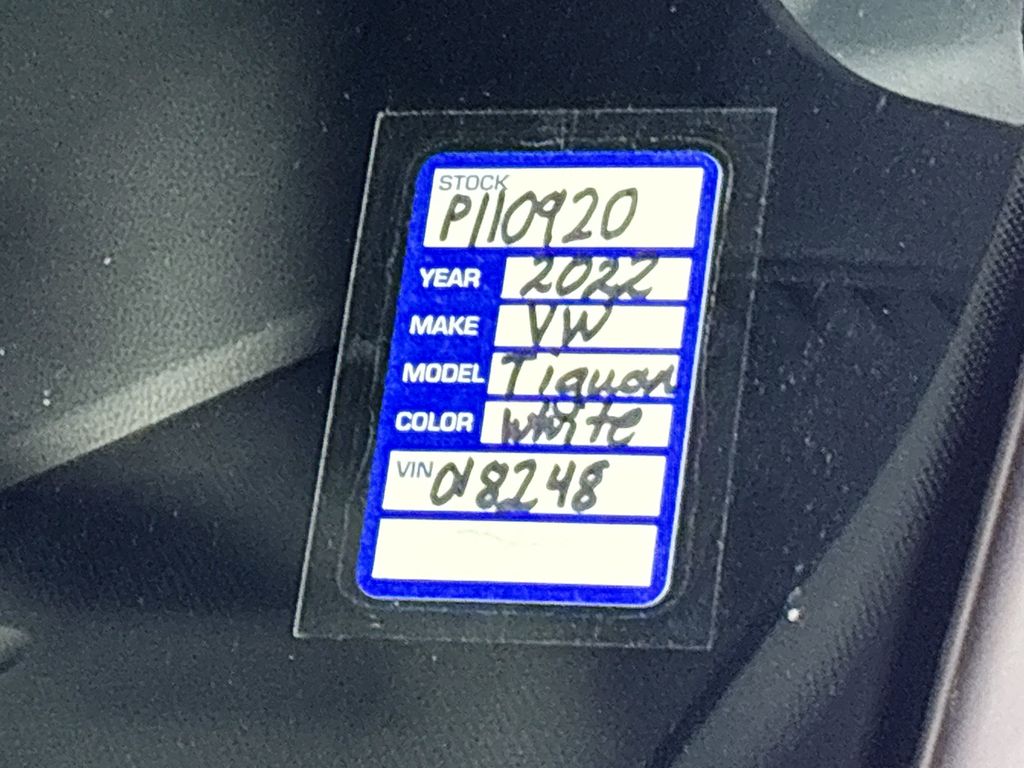 STOCK
P110920
YEAR 2022
MAKE VW
MODEL Tiguan
COLOR white
VIN 018248